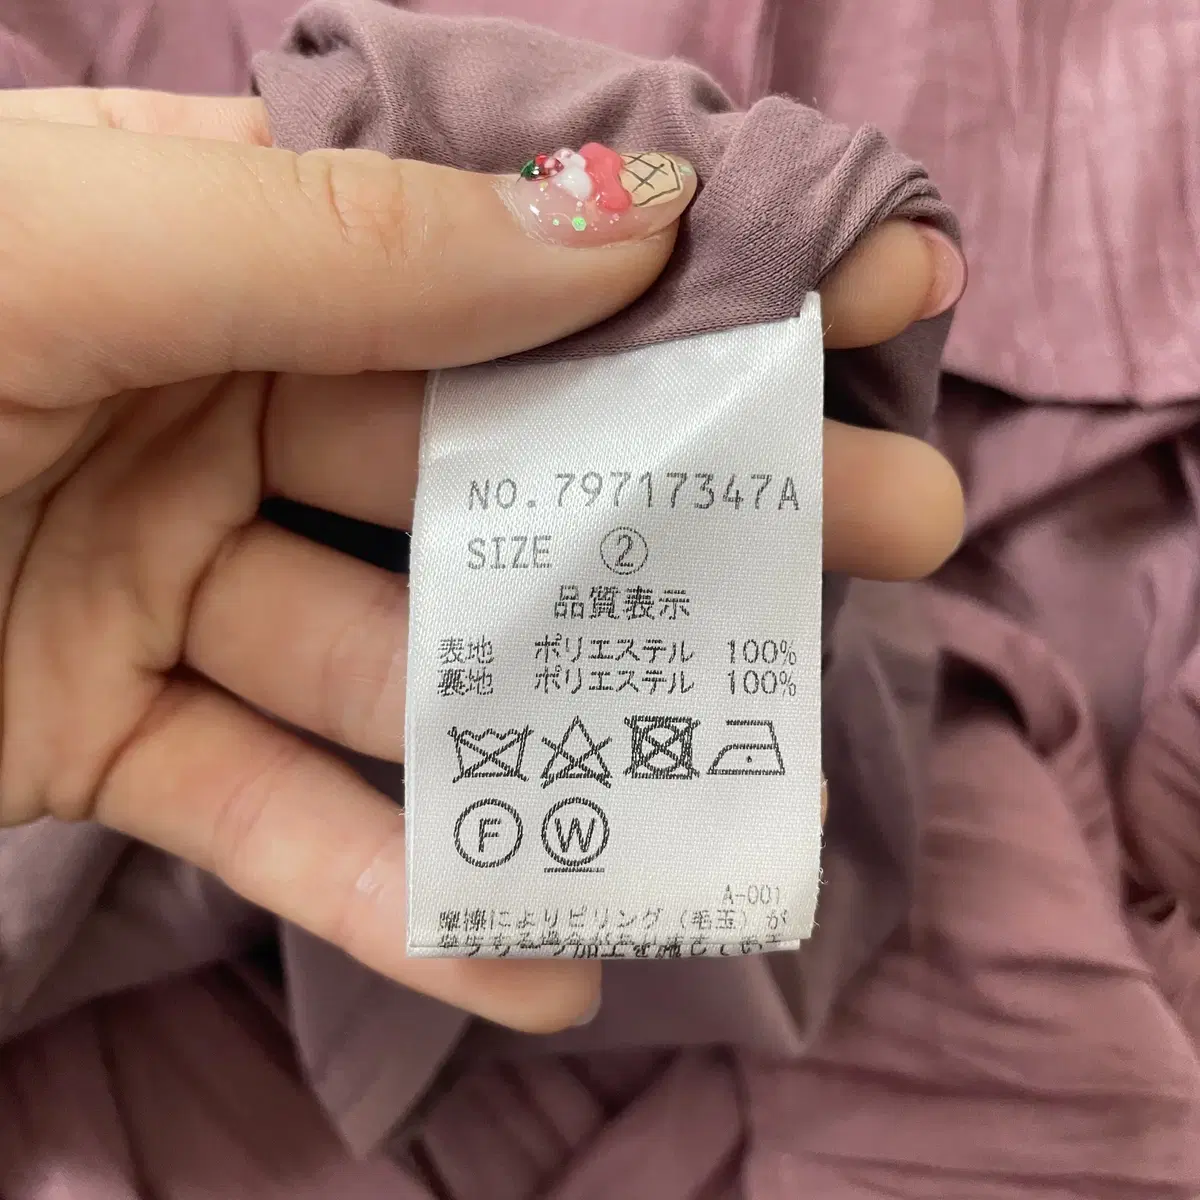 NO.79717347A
SIZE ②
品質表示
表地 ポリエステル 100%
裏地 ポリエステル 100%
F W
A-001
摩擦によりピリング(毛玉)が